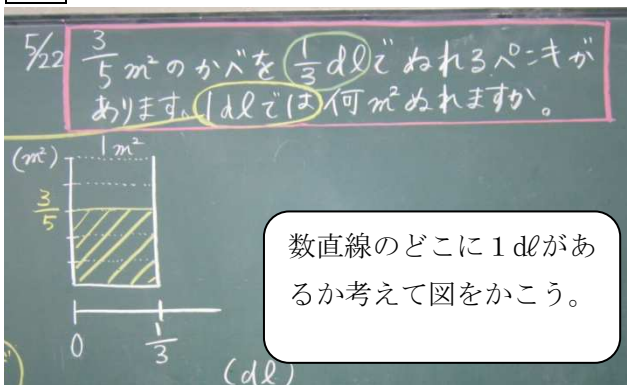 5/22
3/5 m²のかべを 1/3 dlでぬれるペンキが
あります。1dlでは何m²ぬれますか。
(m²)
1m²
3/5
数直線のどこに1dℓがあ
るか考えて図をかこう。
0
1/3
(dl)